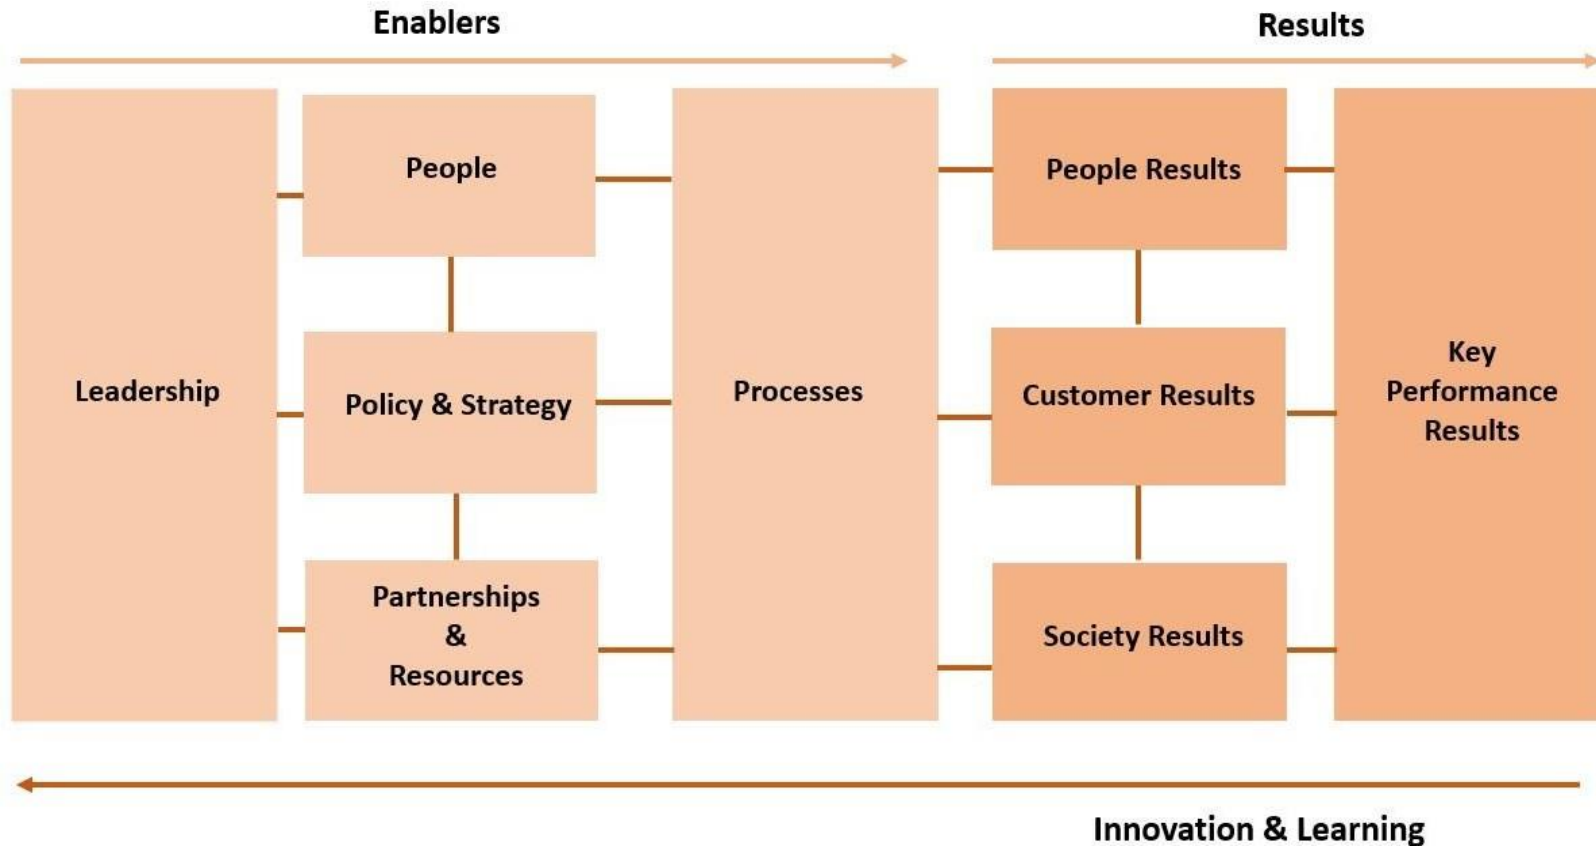 Enablers
Results
Leadership
People
Policy & Strategy
Partnerships
&
Resources
Processes
People Results
Customer Results
Society Results
Key
Performance
Results
Innovation & Learning